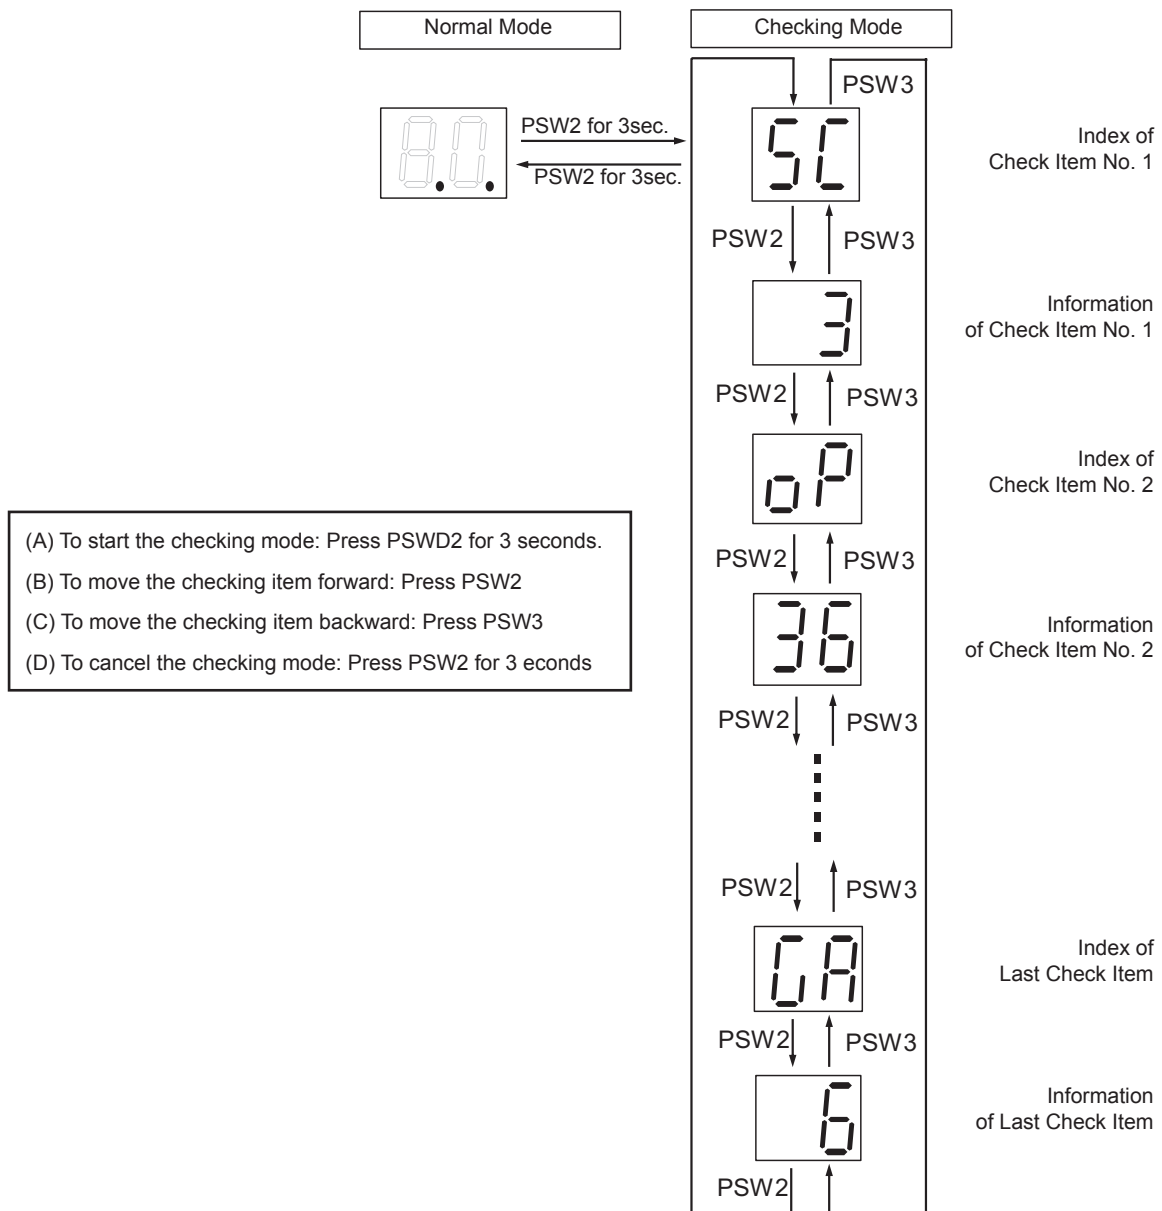 Normal Mode
Checking Mode
PSW3
PSW2 for 3sec.
PSW2 for 3sec.
SC
Index of
Check Item No. 1
PSW2
PSW3
3
Information
of Check Item No. 1
PSW2
PSW3
oP
Index of
Check Item No. 2
(A) To start the checking mode: Press PSWD2 for 3 seconds.
(B) To move the checking item forward: Press PSW2
(C) To move the checking item backward: Press PSW3
(D) To cancel the checking mode: Press PSW2 for 3 econds
PSW2
PSW3
36
Information
of Check Item No. 2
PSW2
PSW3
PSW2
PSW3
GA
Index of
Last Check Item
PSW2
PSW3
6
Information
of Last Check Item
PSW2